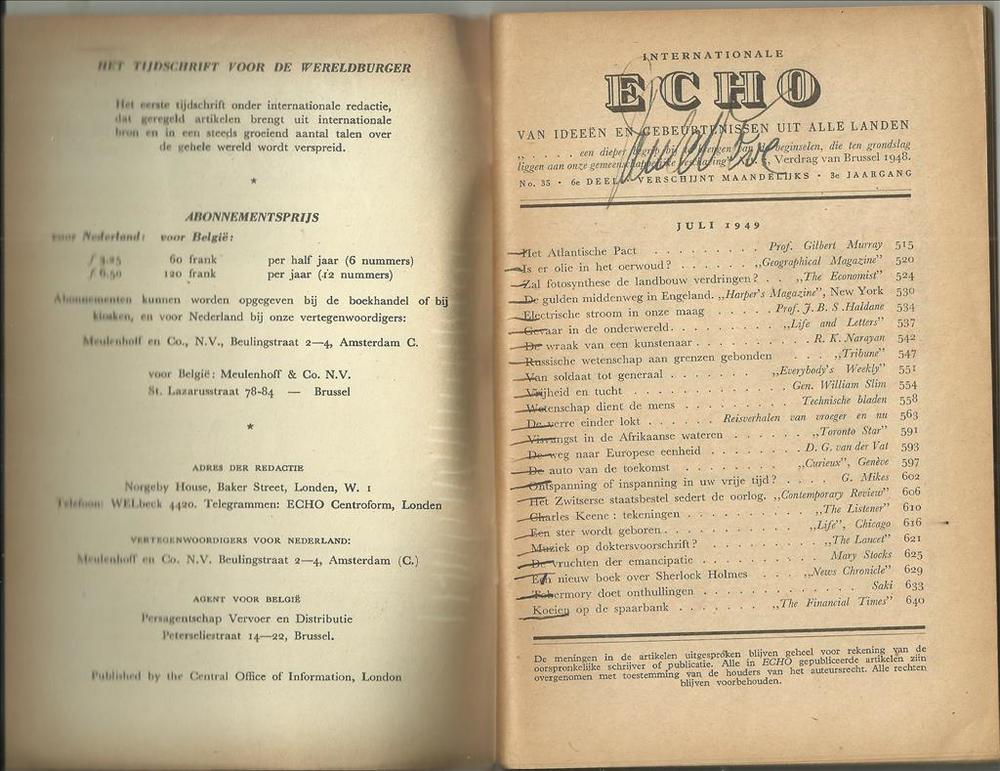 HET TIJDSCHRIFT VOOR DE WERELDBURGER
Het eerste tijdschrift onder internationale redactie,
dat geregeld artikelen brengt uit internationale
bron en in een steeds groeiend aantal talen over
de gehele wereld wordt verspreid.
*
ABONNEMENTSPRIJS
voor Nederland: voor België:
ƒ 3.25 60 frank per half jaar (6 nummers)
ƒ 6.50 120 frank per jaar (12 nummers)
Abonnementen kunnen worden opgegeven bij de boekhandel of bij
kiosken, en voor Nederland bij onze vertegenwoordigers:
Meulenhoff en Co., N.V., Beulingstraat 2—4, Amsterdam C.
voor België: Meulenhoff & Co. N.V.
St. Lazarusstraat 78-84 — Brussel
*
ADRES DER REDACTIE
Norgeby House, Baker Street, London, W. 1
Telefoon: WELbeck 4420. Telegrammen: ECHO Centroform, Londen
VERTEGENWOORDIGERS VOOR NEDERLAND:
Meulenhoff en Co. N.V. Beulingstraat 2—4, Amsterdam (C.)
AGENT VOOR BELGIË
Persagentschap Vervoer en Distributie
Peterseliestraat 14—22, Brussel.
Published by the Central Office of Information, London
INTERNATIONALE
ECHO
VAN IDEEËN EN GEBEURTENISSEN UIT ALLE LANDEN
„ . . . . . een dieper begrip bij te brengen van de beginselen, die ten grondslag
liggen aan onze gemeenschappelijke beschaving" Verdrag van Brussel 1948.
No. 35 • 6e DEEL • VERSCHIJNT MAANDELIJKS • 3e JAARGANG
JULI 1949
Het Atlantische Pact . . . . . . . . . Prof. Gilbert Murray 515
Is er olie in het oerwoud? . . . . . . . „Geographical Magazine" 520
Zal fotosynthese de landbouw verdringen? . . „The Economist" 524
De gulden middenweg in Engeland. „Harper's Magazine", New York 530
Electrische stroom in onze maag . . . . . Prof. J. B. S. Haldane 534
Gevaar in de onderwereld. . . . . . . . . „Life and Letters" 537
De wraak van een kunstenaar . . . . . . . . . R. K. Narayan 542
Russische wetenschap aan grenzen gebonden . . . . „Tribune" 547
Van soldaat tot generaal . . . . . . . . „Everybody's Weekly" 551
Vrijheid en tucht . . . . . . . . . . . Gen. William Slim 554
Wetenschap dient de mens . . . . . . . . Technische bladen 558
De verre einder lokt . . . . . . Reisverhalen van vroeger en nu 563
Visvangst in de Afrikaanse wateren . . . . . „Toronto Star" 591
De weg naar Europese eenheid . . . . . . D. G. van der Vat 593
De auto van de toekomst . . . . . . . . „Curieux", Genève 597
Ontspanning of inspanning in uw vrije tijd? . . . . G. Mikes 602
Het Zwitserse staatsbestel sedert de oorlog. „Contemporary Review" 606
Charles Keene: tekeningen . . . . . . . . . „The Listener" 610
Een ster wordt geboren. . . . . . . . . . . „Life", Chicago 616
Muziek op doktersvoorschrift? . . . . . . . . „The Lancet" 621
De vruchten der emancipatie . . . . . . . . . Mary Stocks 625
Een nieuw boek over Sherlock Holmes . . . „News Chronicle" 629
Tobermory doet onthullingen . . . . . . . . . . . . Saki 633
Koeien op de spaarbank . . . . . . . „The Financial Times" 640
De meningen in de artikelen uitgesproken blijven geheel voor rekening van de
oorspronkelijke schrijver of publicatie. Alle in ECHO gepubliceerde artikelen zijn
overgenomen met toestemming van de houders van het auteursrecht. Alle rechten
blijven voorbehouden.